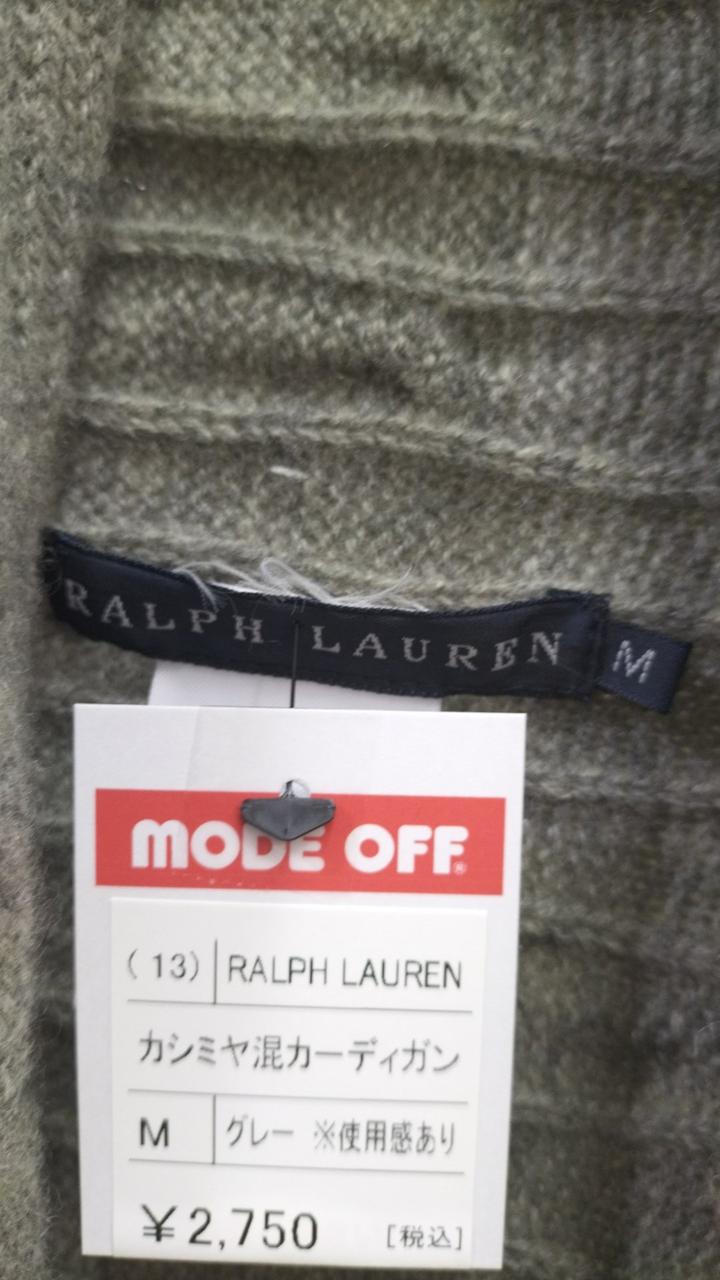 RALPH LAUREN M
MODE OFF®
(13) RALPH LAUREN
カシミヤ混カーディガン
M グレー ※使用感あり
¥2,750 [税込]